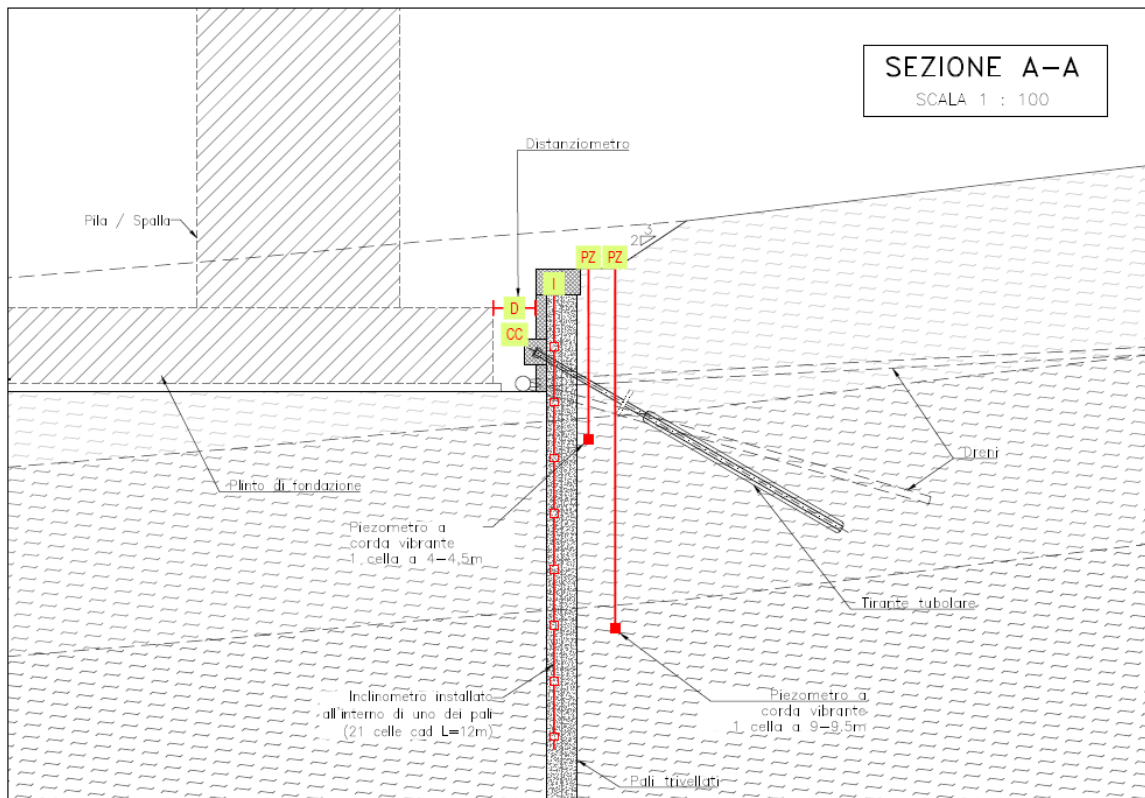 SEZIONE A-A
SCALA 1 : 100
Distanziometro
Pila / Spalla
3
2
PZ
PZ
I
D
CC
Dreni
Plinto di fondazione
Piezometro a
corda vibrante
1 cella a 4-4,5m
Tirante tubolare
Inclinometro installato
all'interno di uno dei pali
(21 celle cad L=12m)
Piezometro a
corda vibrante
1 cella a 9-9.5m
Pali trivellati